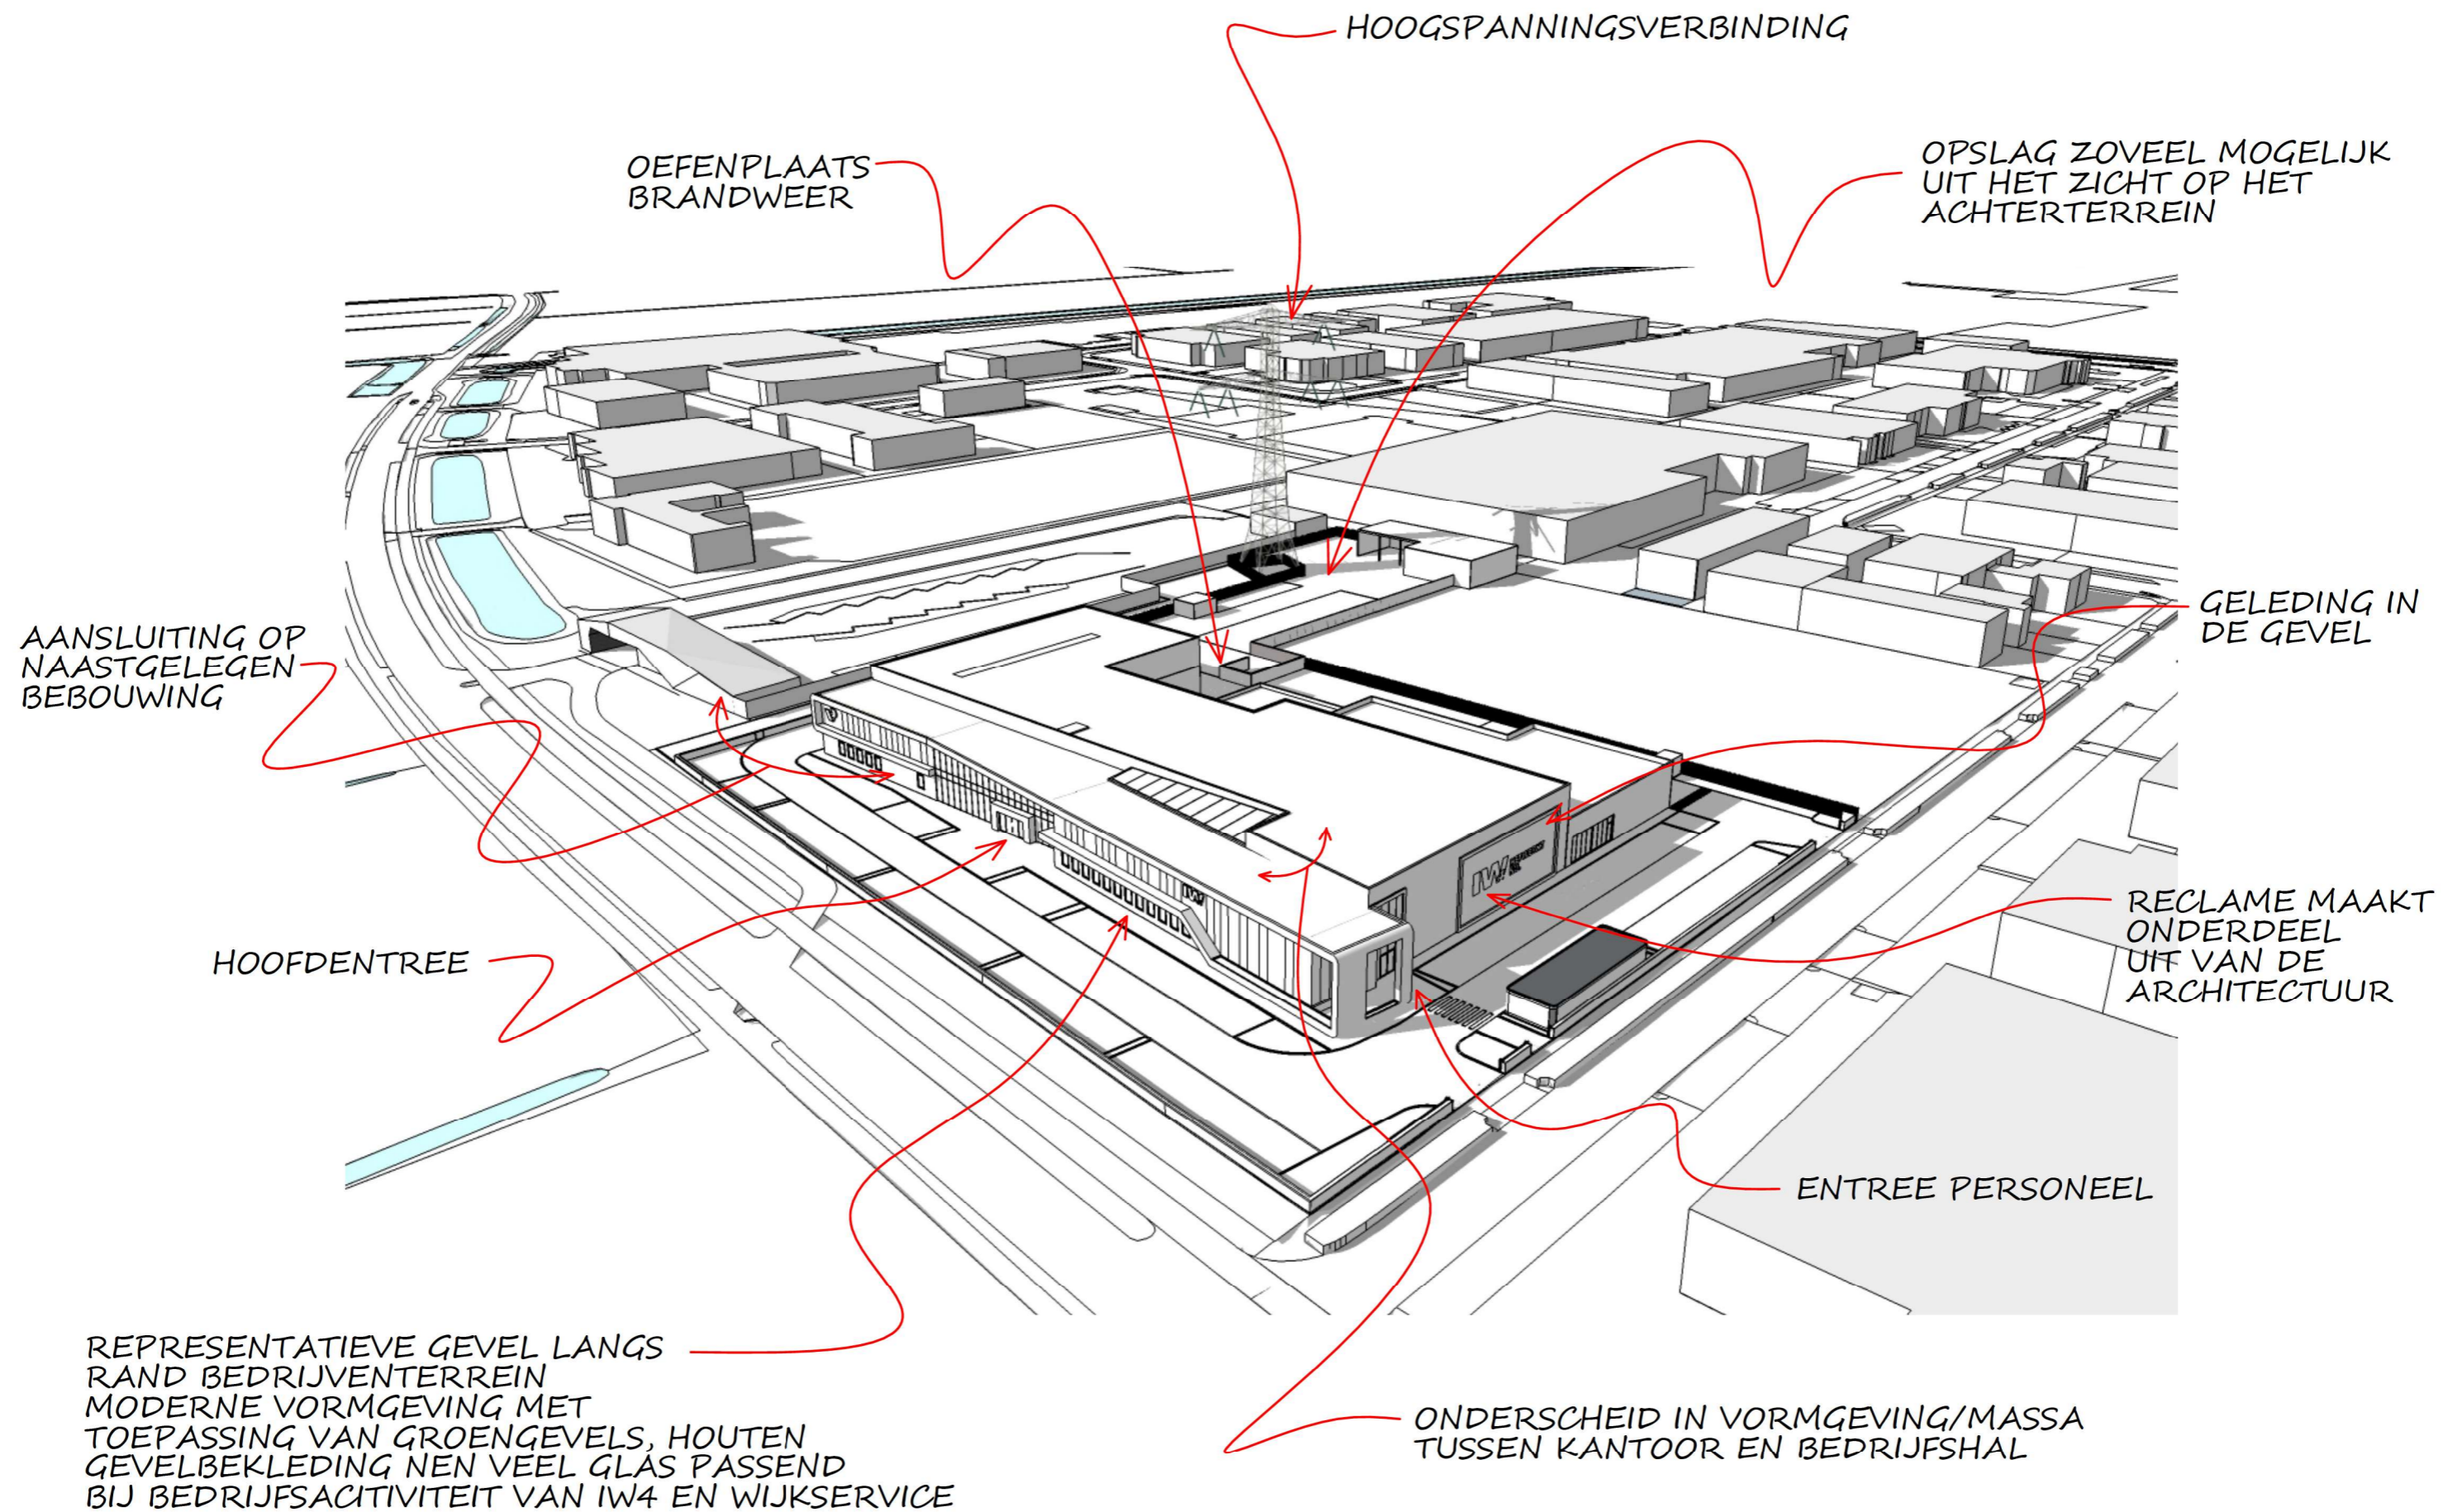 HOOGSPANNINGSVERBINDING
OEFENPLAATS
BRANDWEER
OPSLAG ZOVEEL MOGELIJK
UIT HET ZICHT OP HET
ACHTERTERREIN
AANSLUITING OP
NAASTGELEGEN
BEBOUWING
GELEDING IN
DE GEVEL
IW4
RECLAME MAAKT
ONDERDEEL
UIT VAN DE
ARCHITECTUUR
HOOFDENTREE
ENTREE PERSONEEL
REPRESENTATIEVE GEVEL LANGS
RAND BEDRIJVENTERREIN
MODERNE VORMGEVING MET
TOEPASSING VAN GROENGEVELS, HOUTEN
GEVELBEKLEDING NEN VEEL GLAS PASSEND
BIJ BEDRIJFSACITIVITEIT VAN IW4 EN WIJKSERVICE
ONDERSCHEID IN VORMGEVING/MASSA
TUSSEN KANTOOR EN BEDRIJFSHAL